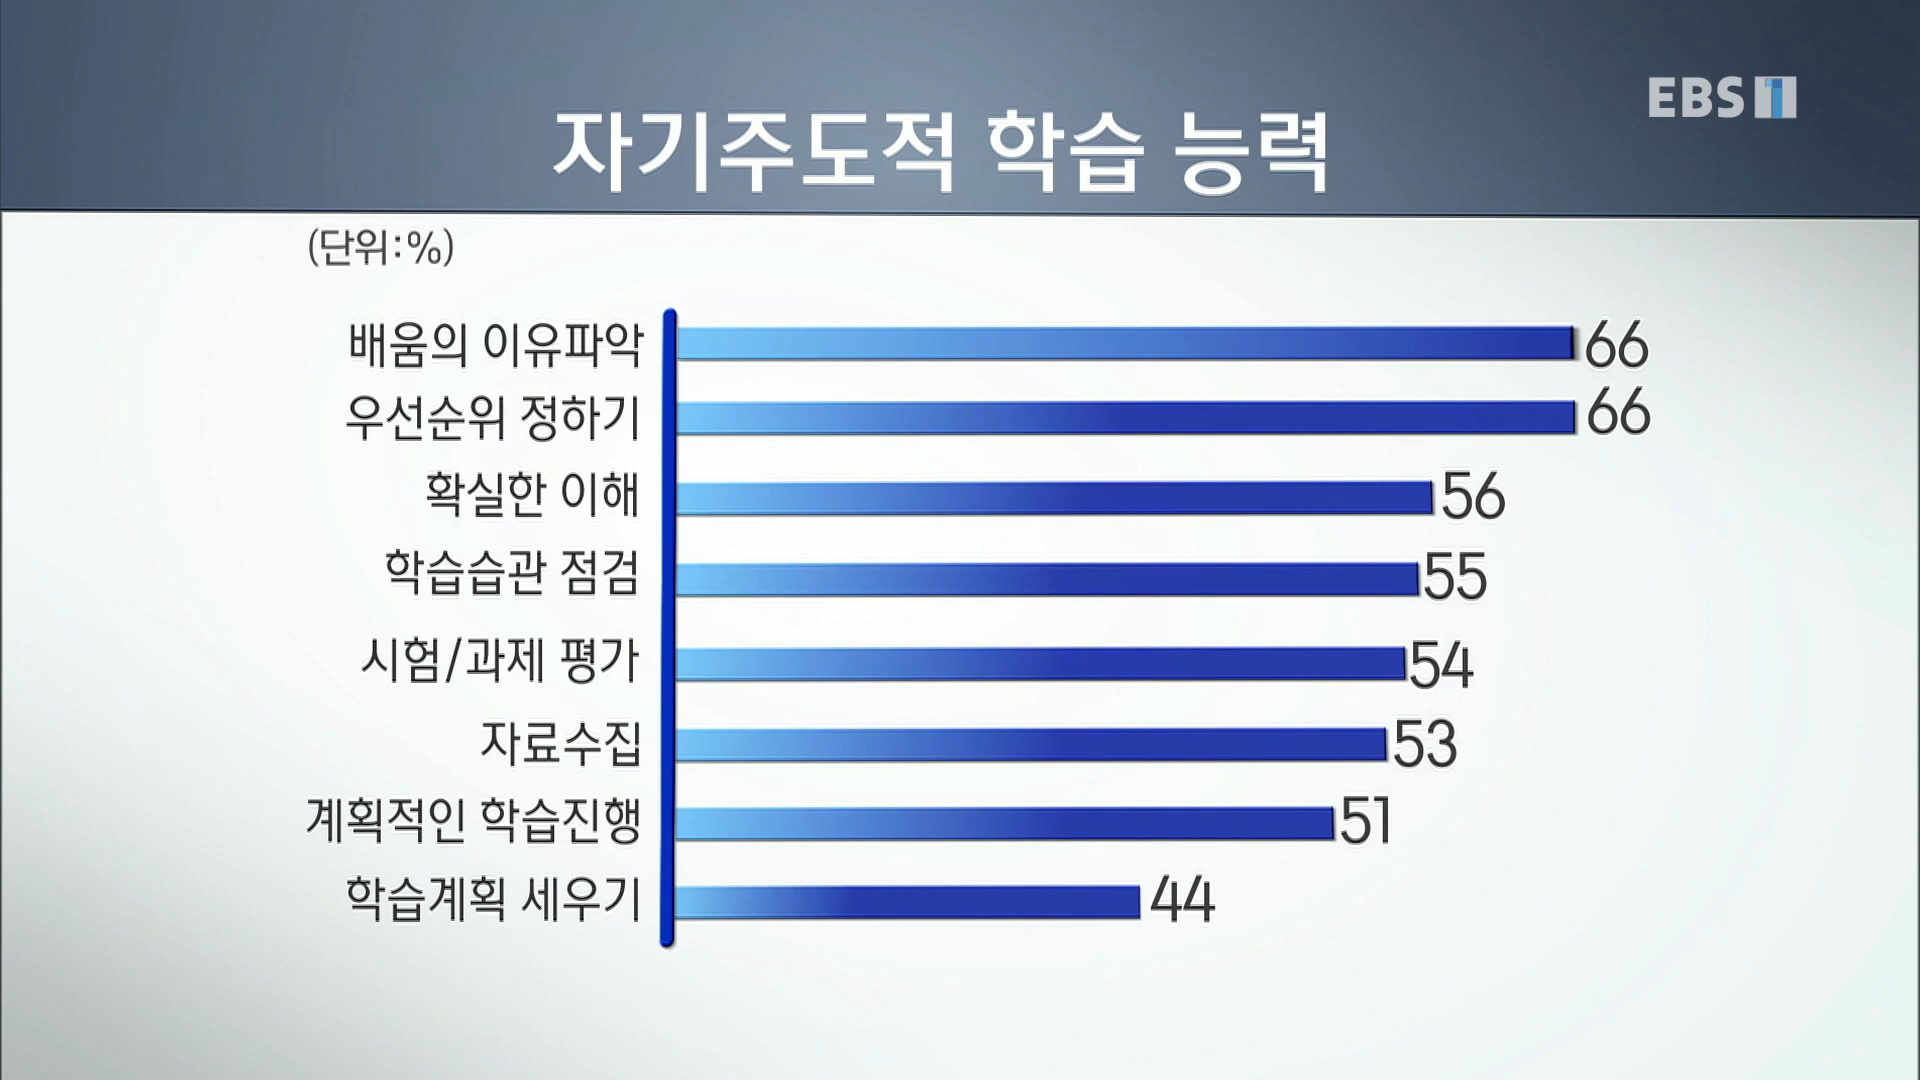 EBS 1
자기주도적 학습 능력
(단위:%)
배움의 이유파악 66
우선순위 정하기 66
확실한 이해 56
학습습관 점검 55
시험/과제 평가 54
자료수집 53
계획적인 학습진행 51
학습계획 세우기 44